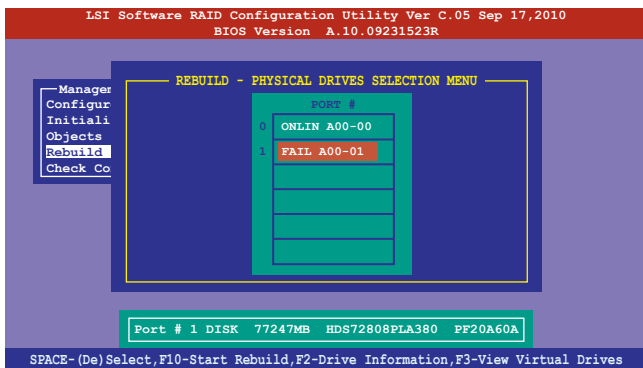 LSI Software RAID Configuration Utility Ver C.05 Sep 17,2010
BIOS Version A.10.09231523R
REBUILD - PHYSICAL DRIVES SELECTION MENU
Managem
Configur
Initiali
Objects
Rebuild
Check Co
PORT #
0 ONLIN A00-00
1 FAIL A00-01
Port # 1 DISK 77247MB HDS72808PLA380 PF20A60A
SPACE-(De)Select,F10-Start Rebuild,F2-Drive Information,F3-View Virtual Drives